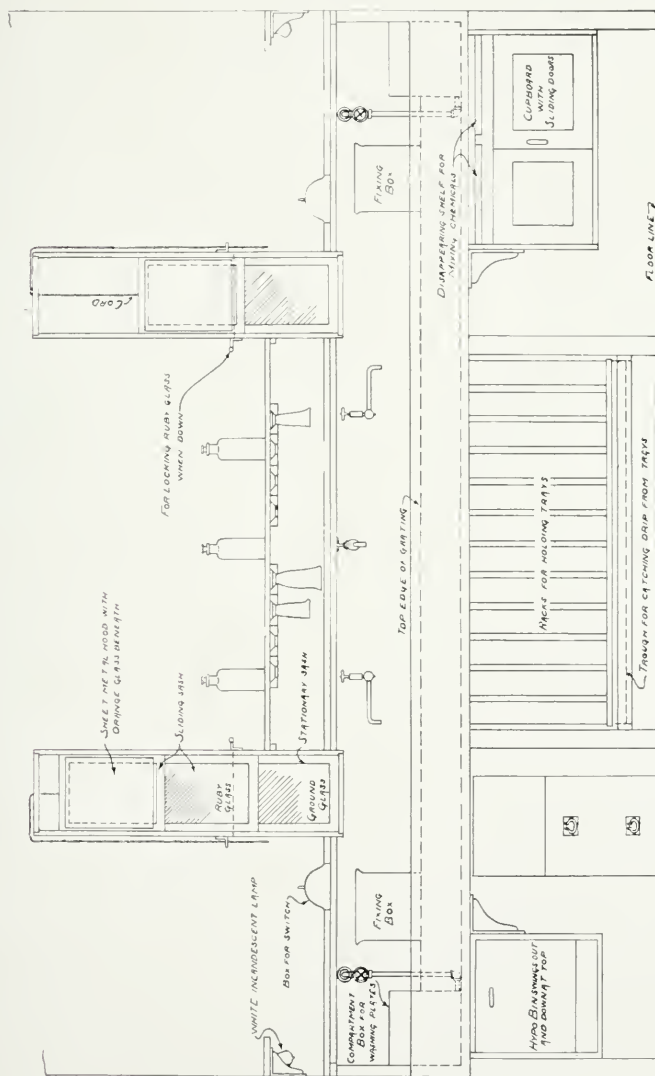 WHITE INCANDESCENT LAMP
BOX FOR SWITCH
SHEET METAL HOOD WITH
ORANGE GLASS BENEATH
SLIDING SASH
RUBY
GLASS
STATIONARY SASH
GROUND
GLASS
FOR LOCKING RUBY GLASS
WHEN DOWN
CORD
COMPARTMENT
BOX FOR
WASHING PLATES
FIXING
BOX
TOP EDGE OF GRATING
FIXING
BOX
DISAPPEARING SHELF FOR
MIXING CHEMICALS
HYPO BIN SWINGS OUT
AND DOWN AT TOP
RACKS FOR HOLDING TRAYS
TROUGH FOR CATCHING DRIP FROM TRAYS
CUPBOARD
WITH
SLIDING DOORS
FLOOR LINE